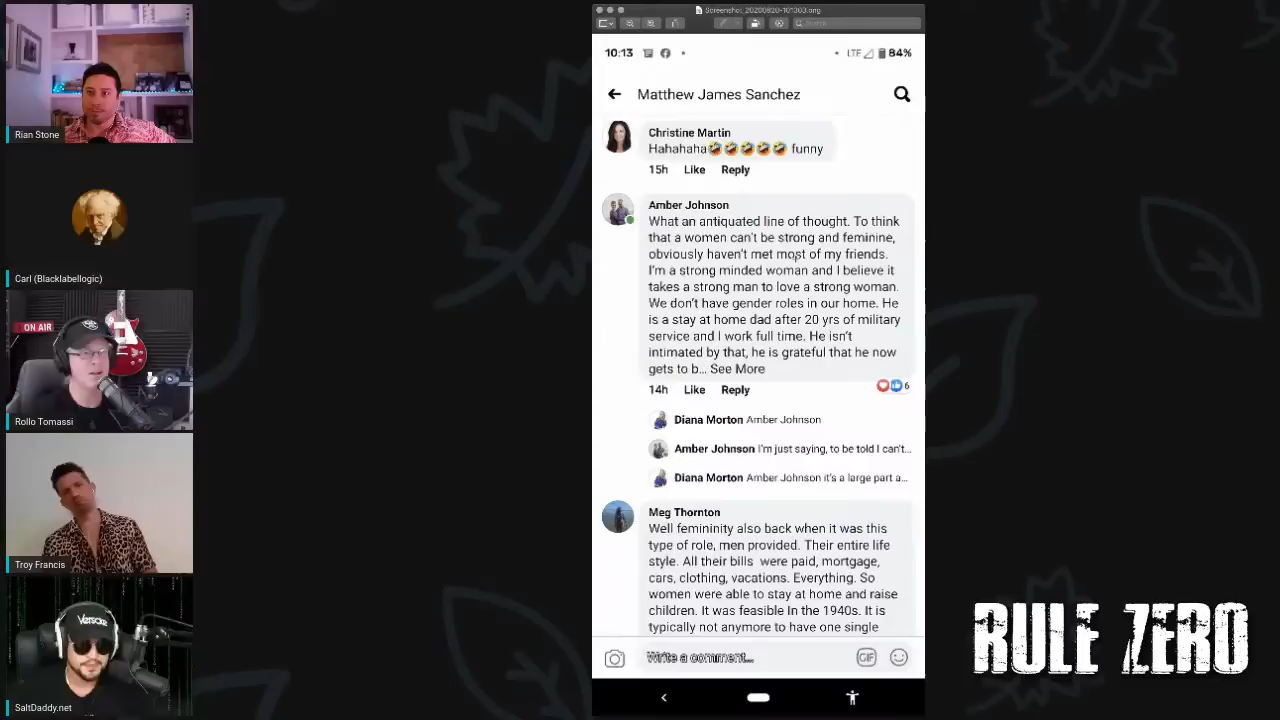 Rian Stone
Carl (Blacklabellogic)
ON AIR
Rollo Tomassi
Troy Francis
Versace
SaltDaddy.net
Screenshot_20200820-101303.png
Search
10:13
LTE
84%
Matthew James Sanchez
Christine Martin
Hahahaha🤣🤣🤣🤣🤣 funny
15h Like Reply
Amber Johnson
What an antiquated line of thought. To think
that a women can't be strong and feminine,
obviously haven't met most of my friends.
I'm a strong minded woman and I believe it
takes a strong man to love a strong woman.
We don't have gender roles in our home. He
is a stay at home dad after 20 yrs of military
service and I work full time. He isn't
intimated by that, he is grateful that he now
gets to b... See More
14h Like Reply
6
Diana Morton Amber Johnson
Amber Johnson I'm just saying, to be told I can't...
Diana Morton Amber Johnson it's a large part a...
Meg Thornton
Well femininity also back when it was this
type of role, men provided. Their entire life
style. All their bills were paid, mortgage,
cars, clothing, vacations. Everything. So
women were able to stay at home and raise
children. It was feasible In the 1940s. It is
typically not anymore to have one single
Write a comment...
GIF
RULE ZERO